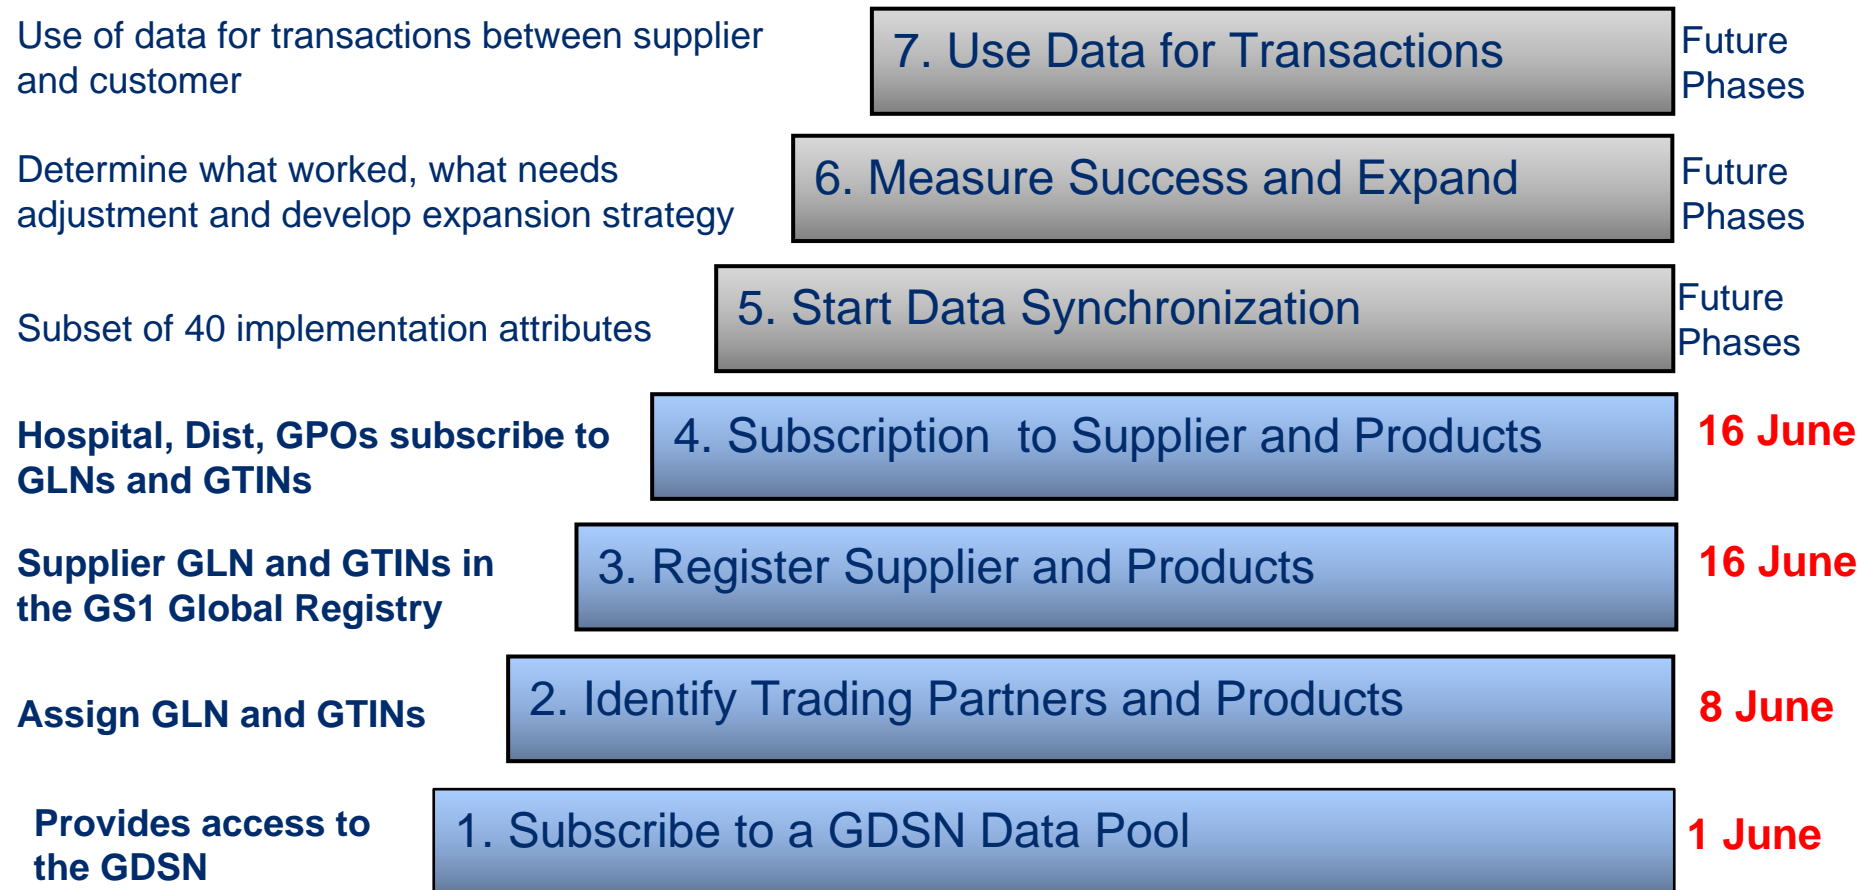 Use of data for transactions between supplier
and customer
7. Use Data for Transactions
Future
Phases
Determine what worked, what needs
adjustment and develop expansion strategy
6. Measure Success and Expand
Future
Phases
Subset of 40 implementation attributes
5. Start Data Synchronization
Future
Phases
Hospital, Dist, GPOs subscribe to
GLNs and GTINs
4. Subscription to Supplier and Products
16 June
Supplier GLN and GTINs in
the GS1 Global Registry
3. Register Supplier and Products
16 June
Assign GLN and GTINs
2. Identify Trading Partners and Products
8 June
Provides access to
the GDSN
1. Subscribe to a GDSN Data Pool
1 June